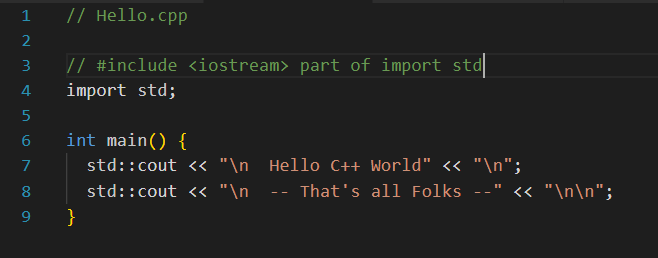 1 // Hello.cpp
2
3 // #include <iostream> part of import std
4 import std;
5
6 int main() {
7   std::cout << "\n  Hello C++ World" << "\n";
8   std::cout << "\n  -- That's all Folks --" << "\n\n";
9 }